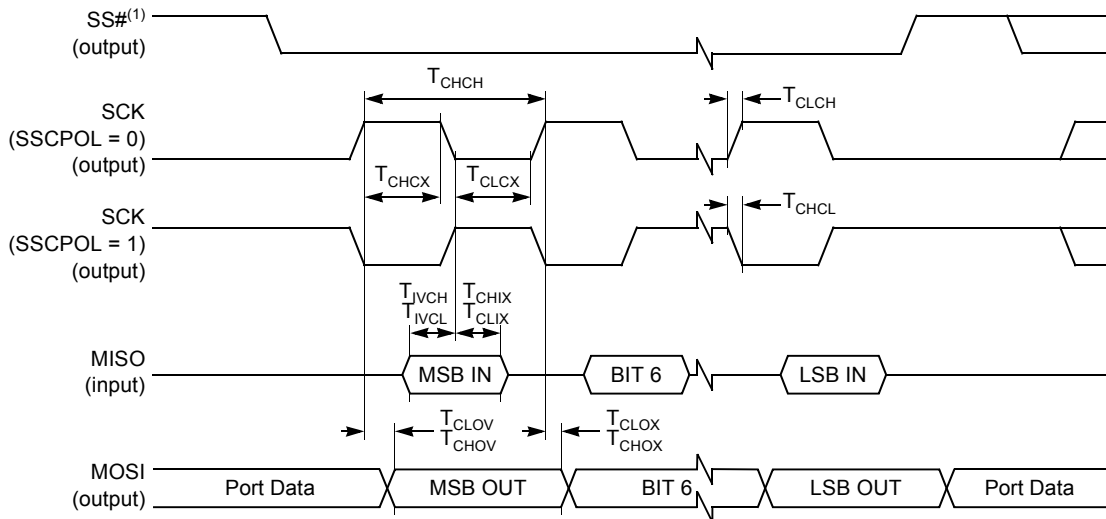 SS#(1)
(output)
TCHCH
TCLCH
SCK
(SSCPOL = 0)
(output)
TCHCX
TCLCX
SCK
(SSCPOL = 1)
(output)
TCHCL
TIVCH
TIVCL
TCHIX
TCLIX
MISO
(input)
MSB IN
BIT 6
LSB IN
TCLOV
TCHOV
TCLOX
TCHOX
MOSI
(output)
Port Data
MSB OUT
BIT 6
LSB OUT
Port Data